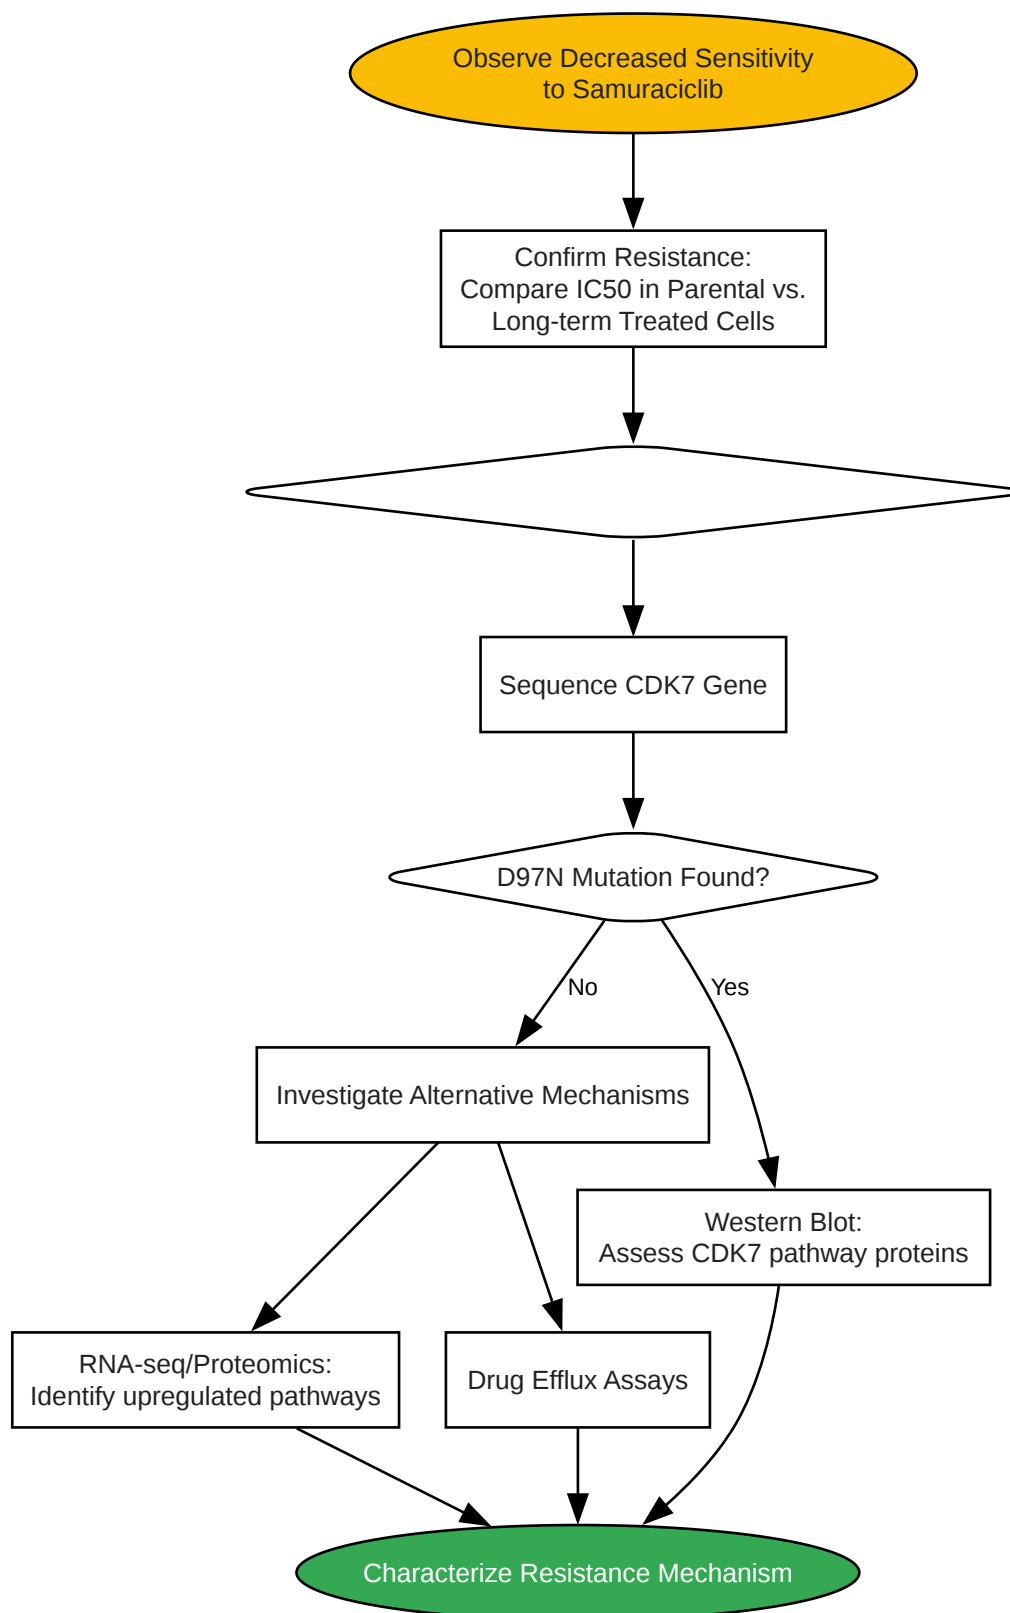 Observe Decreased Sensitivity
to Samuraciclib
Confirm Resistance:
Compare IC50 in Parental vs.
Long-term Treated Cells
Sequence CDK7 Gene
D97N Mutation Found?
No
Yes
Investigate Alternative Mechanisms
Western Blot:
Assess CDK7 pathway proteins
RNA-seq/Proteomics:
Identify upregulated pathways
Drug Efflux Assays
Characterize Resistance Mechanism